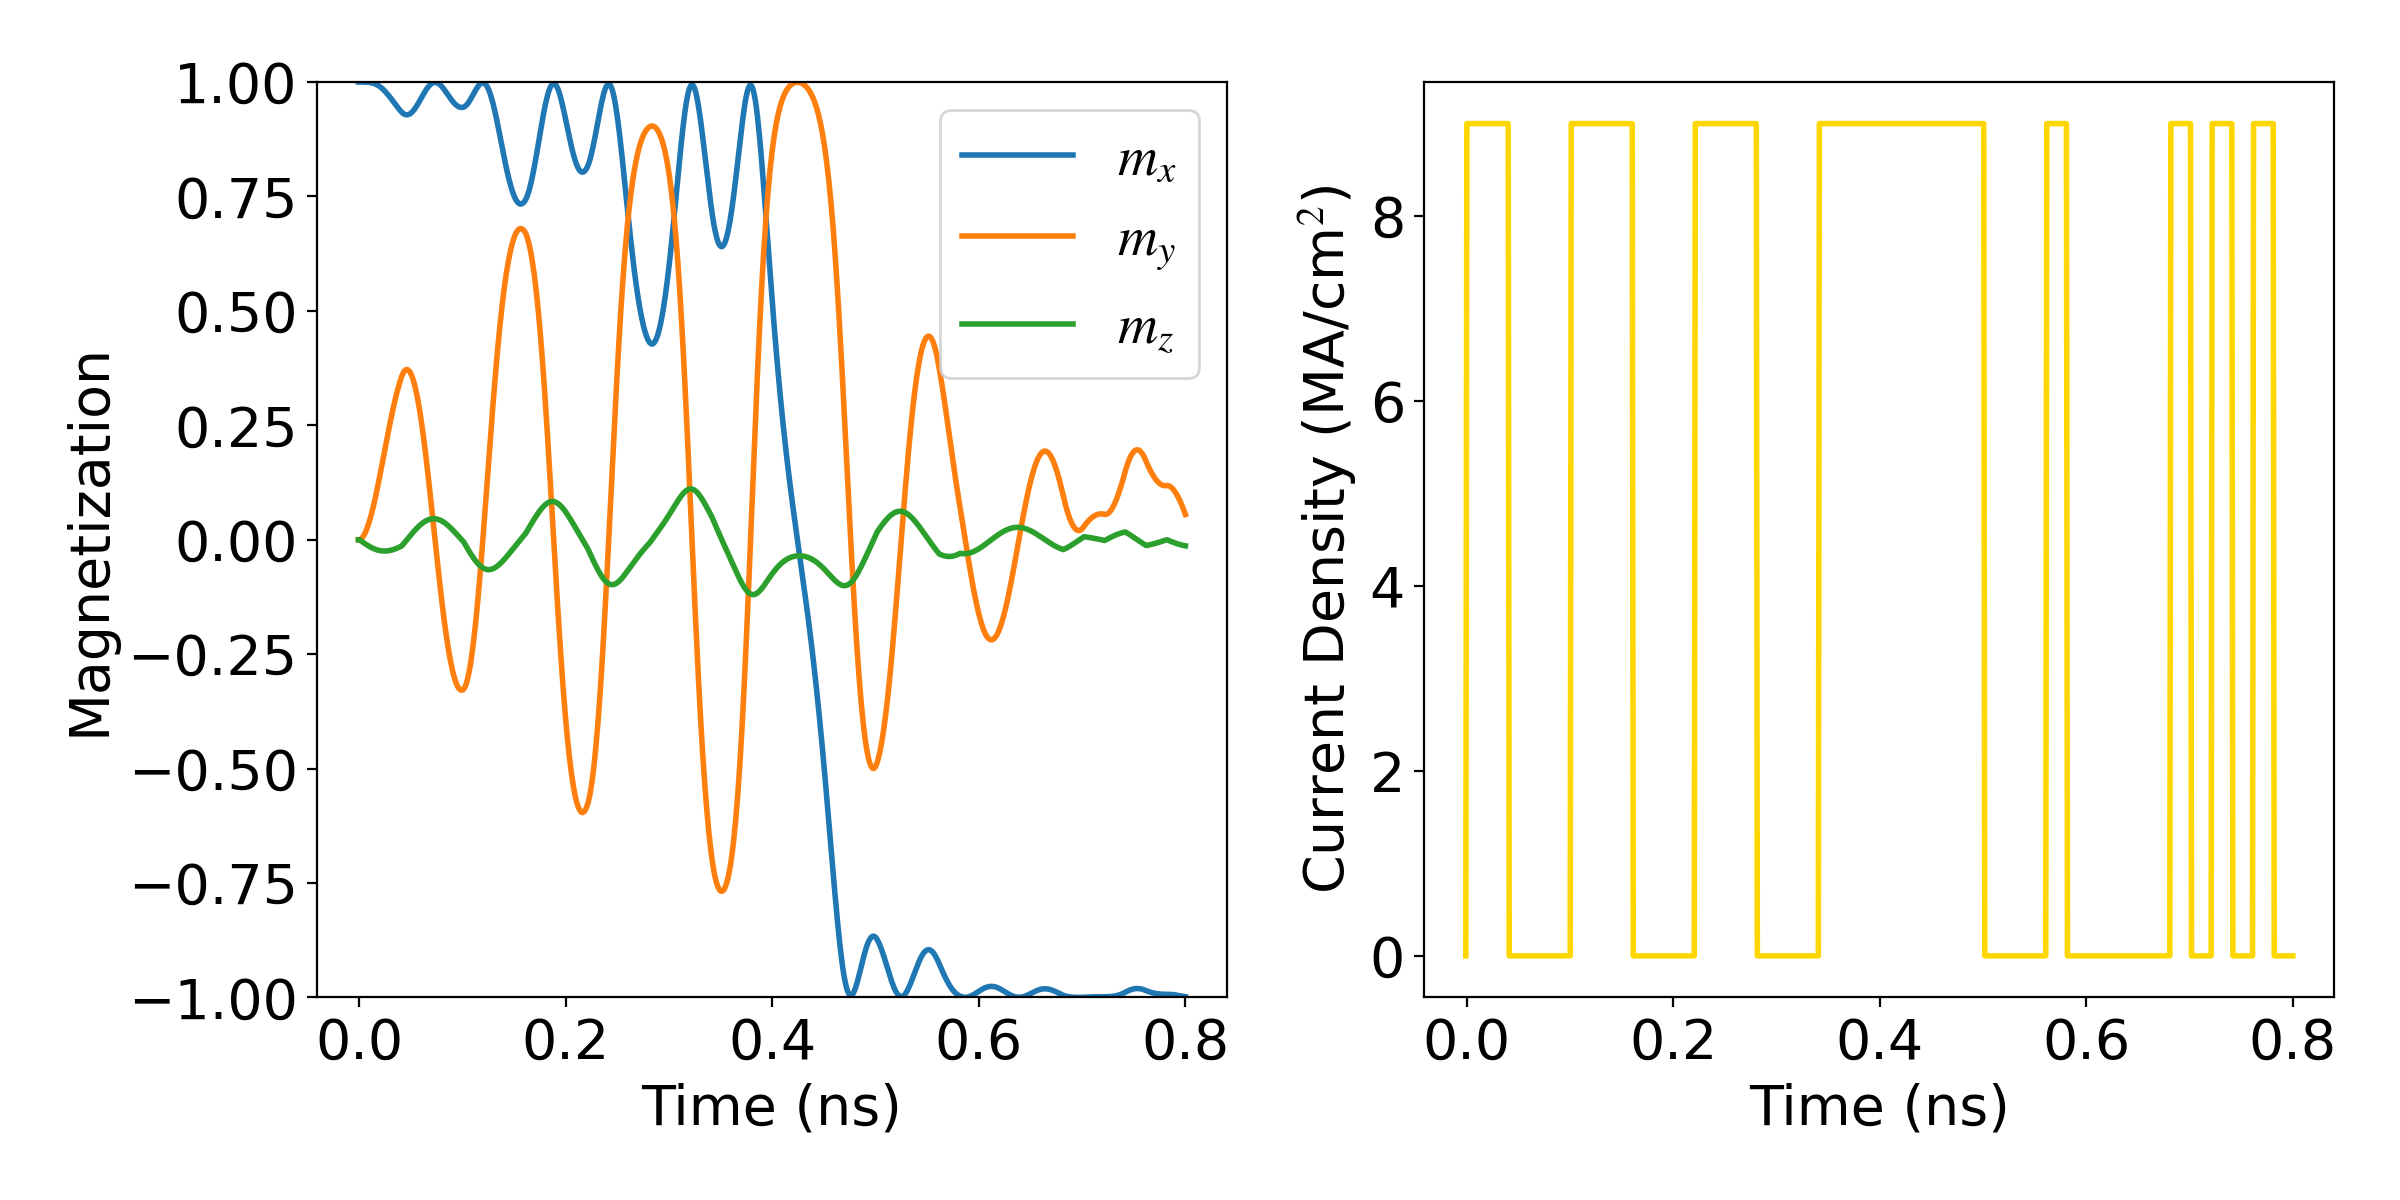 Magnetization
1.00
0.75
0.50
0.25
0.00
−0.25
−0.50
−0.75
−1.00
0.0 0.2 0.4 0.6 0.8
Time (ns)
mₓ
m_y
m_z
Current Density (MA/cm²)
8
6
4
2
0
0.0 0.2 0.4 0.6 0.8
Time (ns)